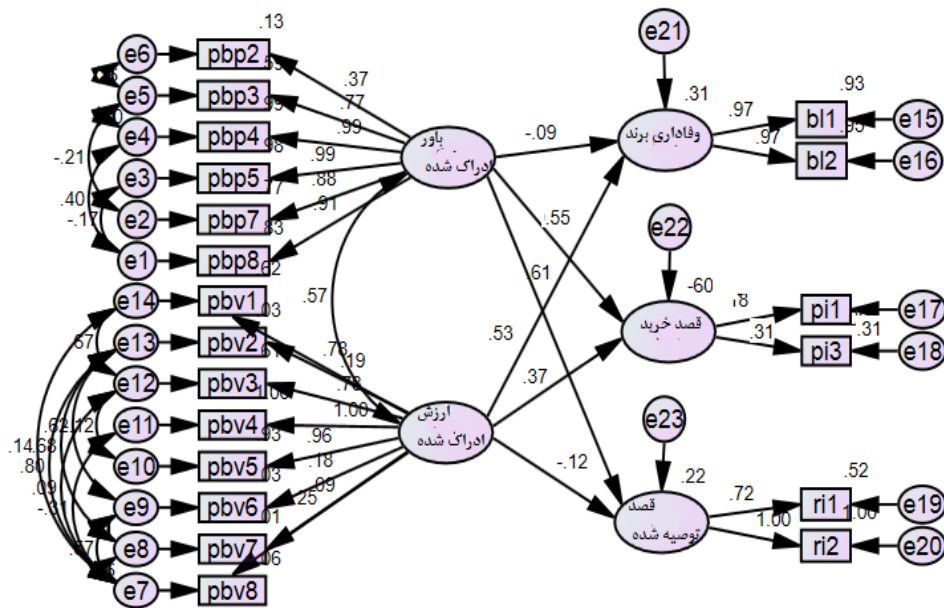 .13
e6
pbp2
.37
e5
pbp3
.77
e4
pbp4
.99
e3
pbp5
.99
e2
pbp7
.88
e1
pbp8
.91
-.21
.40
-.17
باور
ادراک شده
e21
.31
-.09
وفاداری برند
.97
.97
bl1
.93
e15
bl2
e16
.55
.61
.57
e22
-60
قصد خرید
pi1
e17
.31
pi3
.31
e18
.53
.37
e14
pbv1
e13
pbv2
.19
e12
pbv3
e11
pbv4
1.00
e10
pbv5
.96
e9
pbv6
.18
e8
pbv7
e7
pbv8
.80
.09
ارزش
ادراک شده
-.12
e23
.22
قصد
توصیه شده
.72
1.00
ri1
.52
e19
ri2
e20